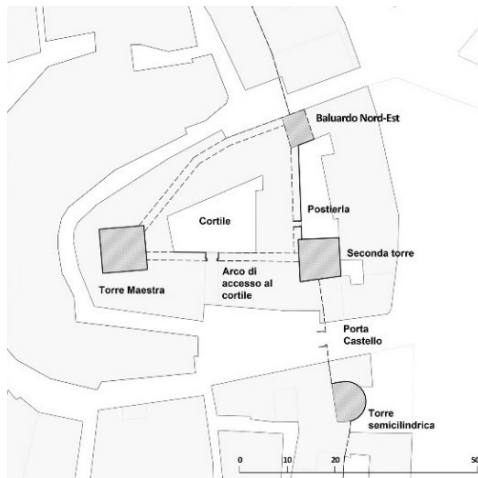 Baluardo Nord-Est
Cortile
Postierla
Seconda torre
Torre Maestra
Arco di
accesso al
cortile
Porta
Castello
Torre
semicilindrica
0 10 20 50